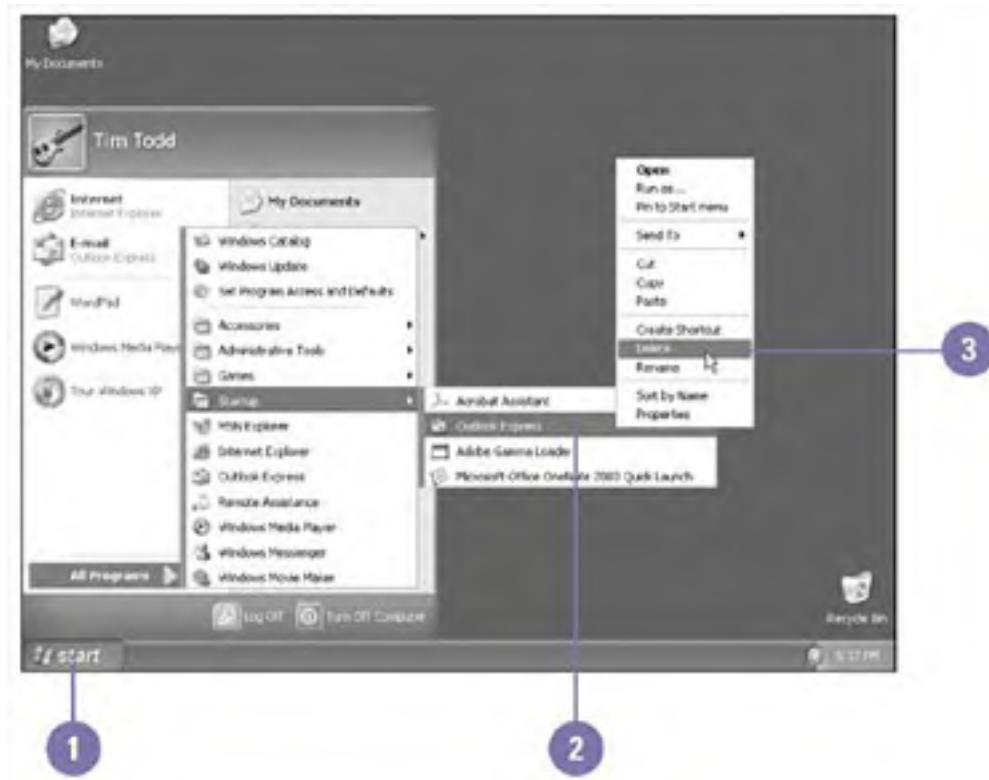 My Documents
Tim Todd
Internet
Internet Explorer
E-mail
Outlook Express
WordPad
Windows Media Play
Tour Windows XP
All Programs
My Documents
Windows Catalog
Windows Update
Set Program Access and Defaults
Accessories
Administrative Tools
Games
Startup
MSN Explorer
Internet Explorer
Outlook Express
Remote Assistance
Windows Media Player
Windows Messenger
Windows Movie Maker
Acrobat Assistant
Outlook Express
Adobe Gamma Loader
Microsoft Office OneNote 2003 Quick Launch
Open
Run as...
Pin to Start menu
Send To
Cut
Copy
Paste
Create Shortcut
Delete
Rename
Sort by Name
Properties
3
Log Off
Turn Off Computer
Recycle Bin
start
PM
1
2